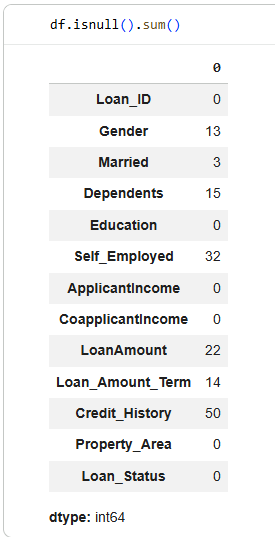 df.isnull().sum()
0
Loan_ID 0
Gender 13
Married 3
Dependents 15
Education 0
Self_Employed 32
ApplicantIncome 0
CoapplicantIncome 0
LoanAmount 22
Loan_Amount_Term 14
Credit_History 50
Property_Area 0
Loan_Status 0
dtype: int64